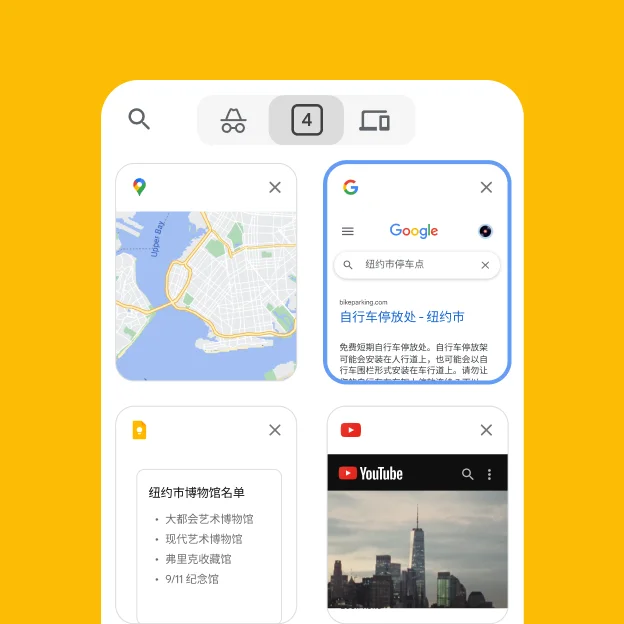 4
Upper Bay
Google
纽约市停车点
bikeparking.com
自行车停放处 - 纽约市
免费短期自行车停放处。自行车停放架
可能会安装在人行道上，也可能会以自
行车围栏形式安装在车行道上。请勿让
纽约市博物馆名单
• 大都会艺术博物馆
• 现代艺术博物馆
• 弗里克收藏馆
• 9/11 纪念馆
YouTube